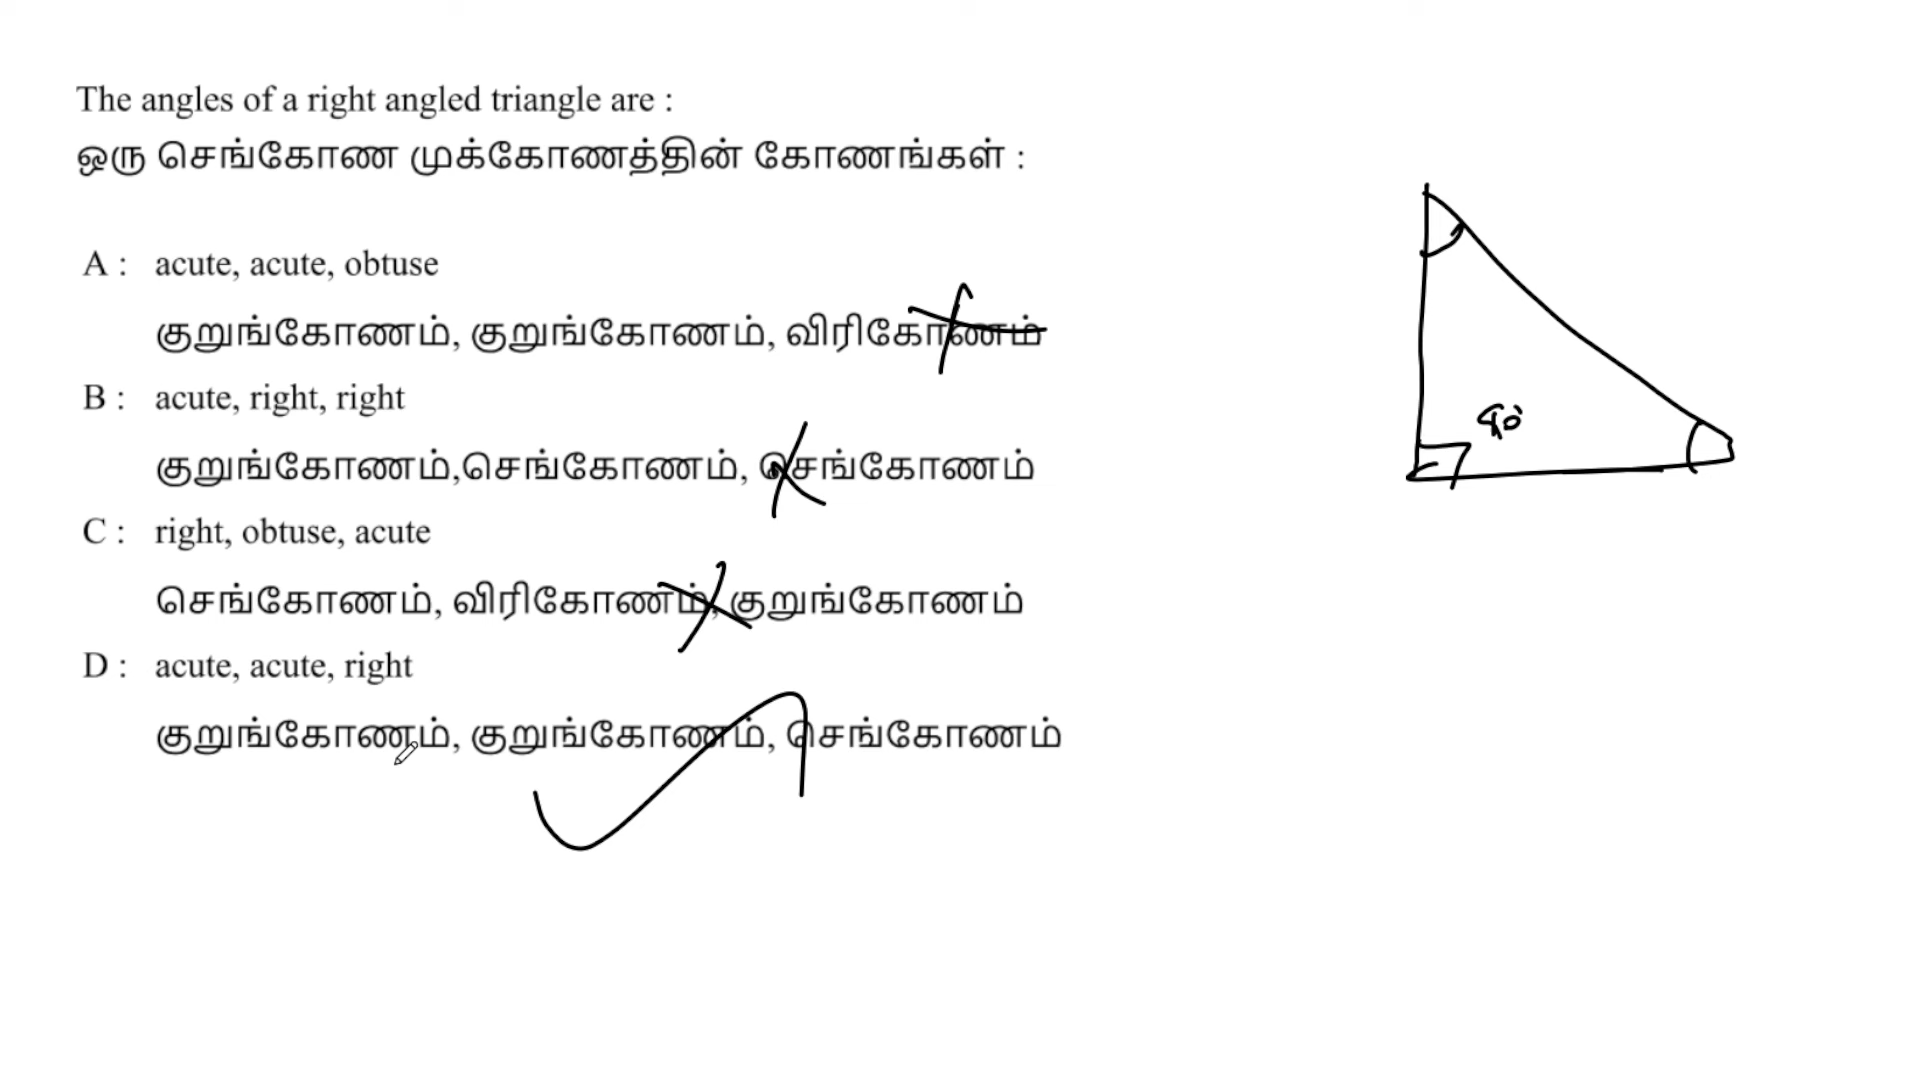 The angles of a right angled triangle are :
ஒரு செங்கோண முக்கோணத்தின் கோணங்கள் :
A : acute, acute, obtuse
குறுங்கோணம், குறுங்கோணம், விரிகோணம்
B : acute, right, right
குறுங்கோணம்,செங்கோணம், செங்கோணம்
C : right, obtuse, acute
செங்கோணம், விரிகோணம், குறுங்கோணம்
D : acute, acute, right
குறுங்கோணம், குறுங்கோணம், செங்கோணம்
90°